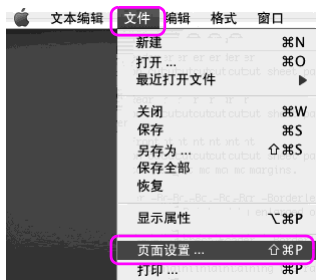 文本编辑 文件 编辑 格式 窗口
新建 ⌘N
打开 ... ⌘O
最近打开文件 ▶
关闭 ⌘W
保存 ⌘S
另存为 ... ⇧⌘S
保存全部
恢复
显示属性 ⌥⌘P
页面设置 ... ⇧⌘P
打印 ... ⌘P